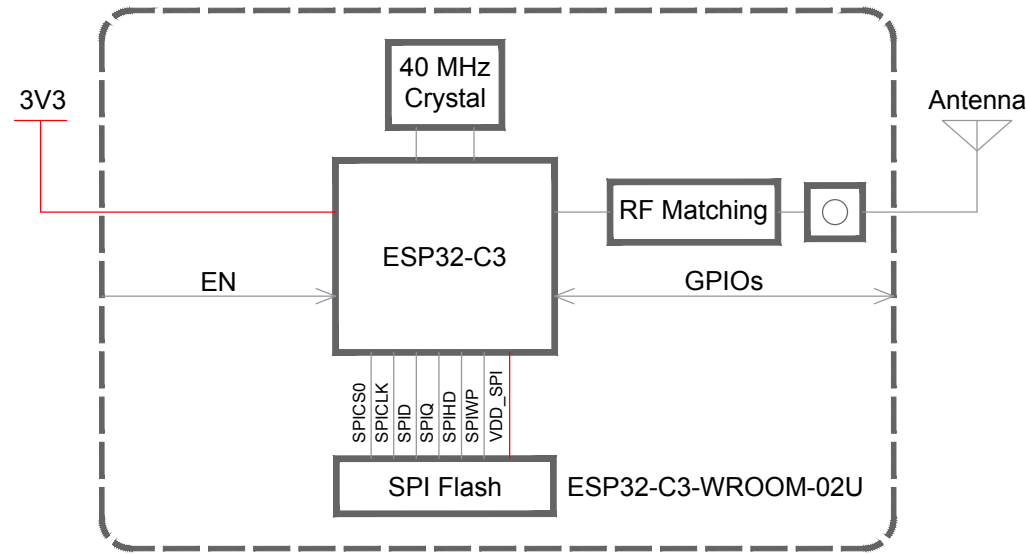 40 MHz
Crystal
3V3
Antenna
RF Matching
ESP32-C3
EN
GPIOs
SPICS0
SPICLK
SPID
SPIQ
SPIHD
SPIWP
VDD_SPI
SPI Flash
ESP32-C3-WROOM-02U